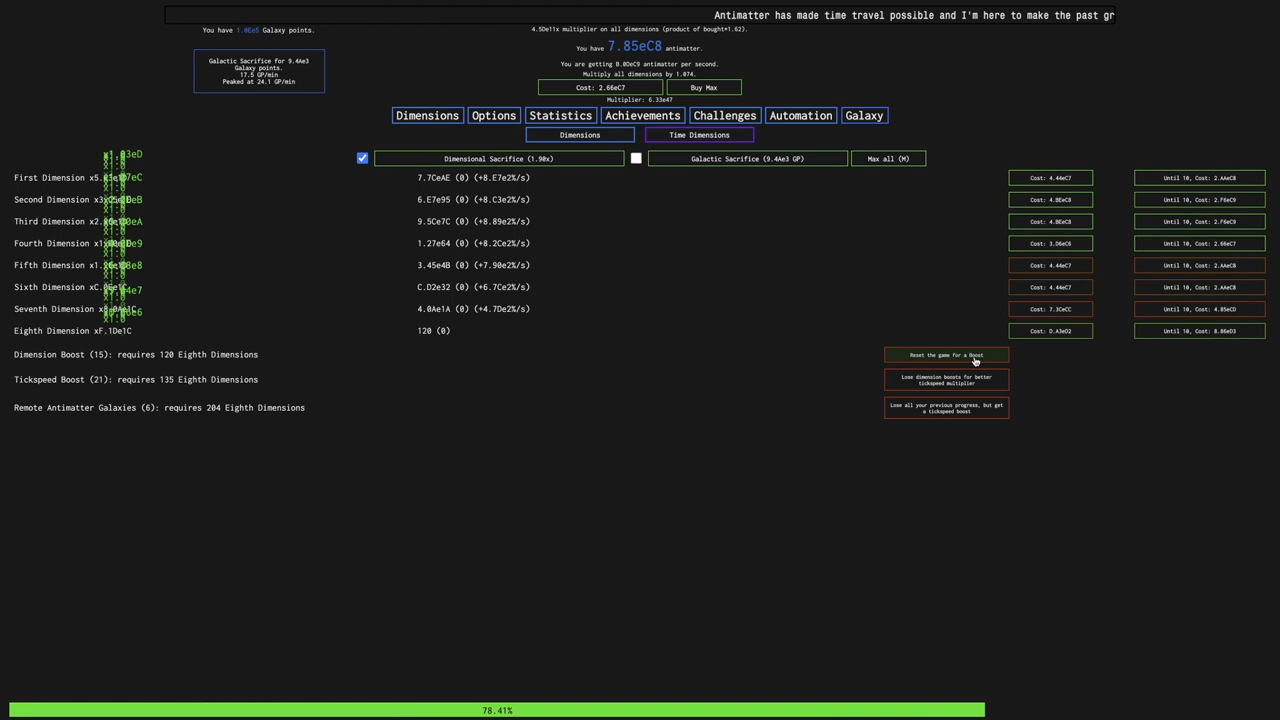 Antimatter has made time travel possible and I'm here to make the past gr
You have 1.0Ee5 Galaxy points.
4.5De11x multiplier on all dimensions (product of bought*1.62).
You have 7.85eC8 antimatter.
Galactic Sacrifice for 9.4Ae3
Galaxy points.
17.5 GP/min
Peaked at 24.1 GP/min
You are getting B.0DeC9 antimatter per second.
Multiply all dimensions by 1.074.
Cost: 2.66eC7
Buy Max
Multiplier: 6.33e47
Dimensions
Options
Statistics
Achievements
Challenges
Automation
Galaxy
Dimensions
Time Dimensions
Dimensional Sacrifice (1.90x)
Galactic Sacrifice (9.4Ae3 GP)
Max all (M)
First Dimension
7.7CeAE (0) (+8.E7e2%/s)
Cost: 4.44eC7
Until 10, Cost: 2.AAeC8
Second Dimension
6.E7e95 (0) (+8.C3e2%/s)
Cost: 4.BEeC8
Until 10, Cost: 2.F6eC9
Third Dimension
9.5Ce7C (0) (+8.89e2%/s)
Cost: 4.BEeC8
Until 10, Cost: 2.F6eC9
Fourth Dimension
1.27e64 (0) (+8.2Ce2%/s)
Cost: 3.D6eC6
Until 10, Cost: 2.66eC7
Fifth Dimension
3.45e4B (0) (+7.90e2%/s)
Cost: 4.44eC7
Until 10, Cost: 2.AAeC8
Sixth Dimension
C.D2e32 (0) (+6.7Ce2%/s)
Cost: 4.44eC7
Until 10, Cost: 2.AAeC8
Seventh Dimension
4.0Ae1A (0) (+4.7De2%/s)
Cost: 7.3CeCC
Until 10, Cost: 4.85eCD
Eighth Dimension xF.1De1C
120 (0)
Cost: D.A3eD2
Until 10, Cost: 8.86eD3
Dimension Boost (15): requires 120 Eighth Dimensions
Reset the game for a Boost
Tickspeed Boost (21): requires 135 Eighth Dimensions
Lose dimension boosts for better
tickspeed multiplier
Remote Antimatter Galaxies (6): requires 204 Eighth Dimensions
Lose all your previous progress, but get
a tickspeed boost
78.41%